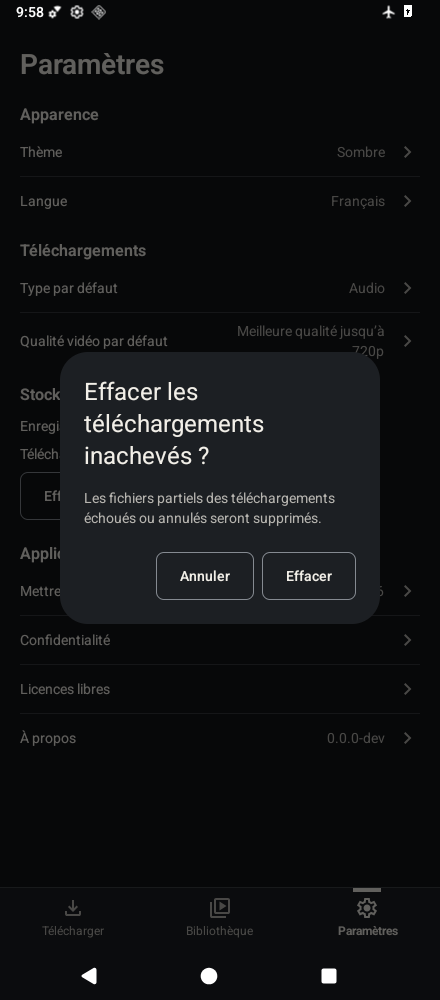 9:58
Paramètres
Apparence
Thème
Sombre
Langue
Français
Téléchargements
Type par défaut
Audio
Qualité vidéo par défaut
Meilleure qualité jusqu'à
720p
Effacer les
téléchargements
inachevés ?
Les fichiers partiels des téléchargements
échoués ou annulés seront supprimés.
Annuler
Effacer
Mettre
Confidentialité
Licences libres
À propos
0.0.0-dev
Télécharger
Bibliothèque
Paramètres